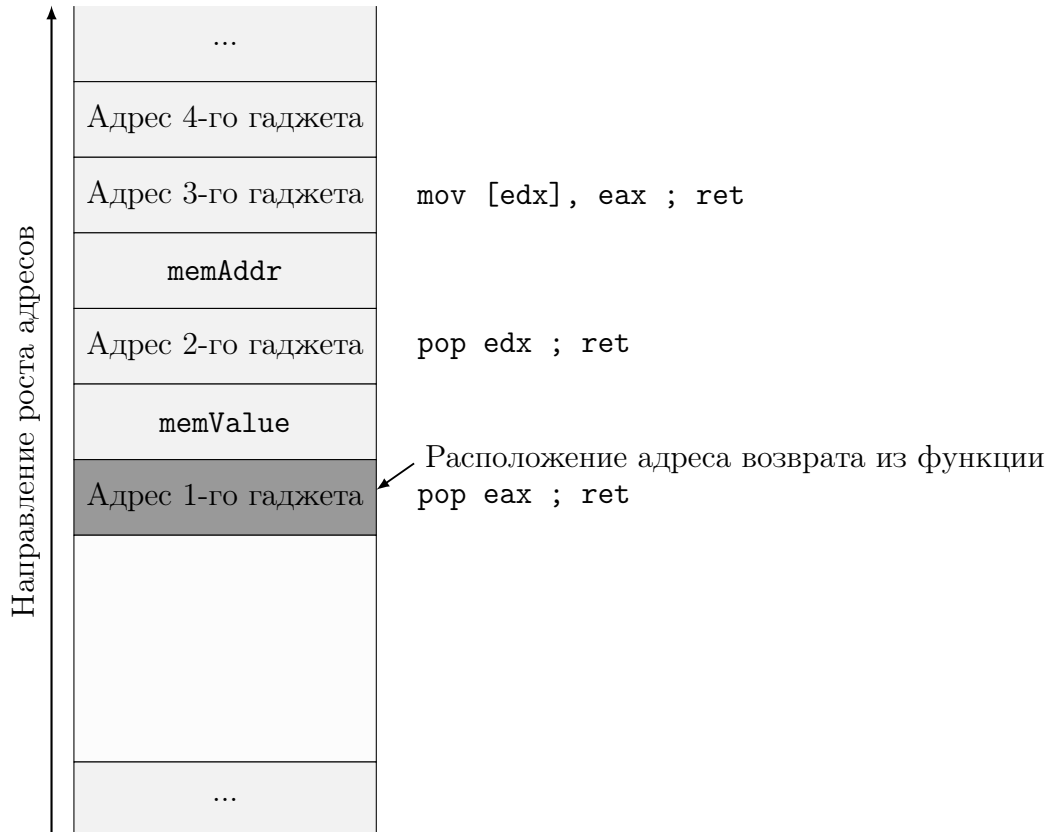 ...
Адрес 4-го гаджета
Адрес 3-го гаджета
mov [edx], eax ; ret
memAddr
Адрес 2-го гаджета
pop edx ; ret
memValue
Расположение адреса возврата из функции
Адрес 1-го гаджета
pop eax ; ret
...
Направление роста адресов